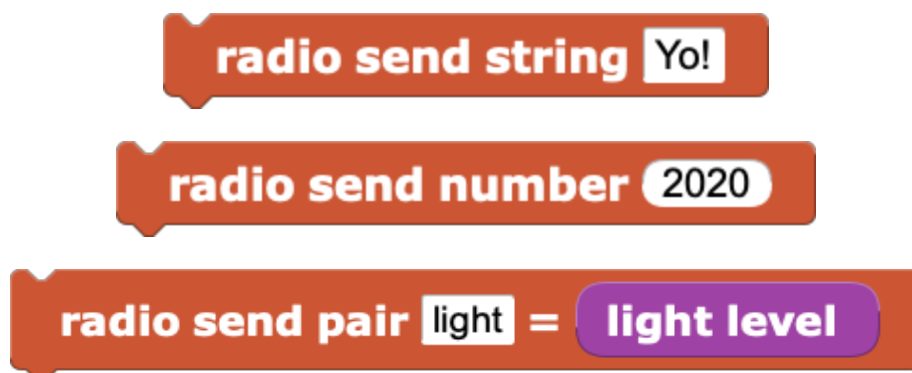 radio send string Yo!
radio send number 2020
radio send pair light = light level